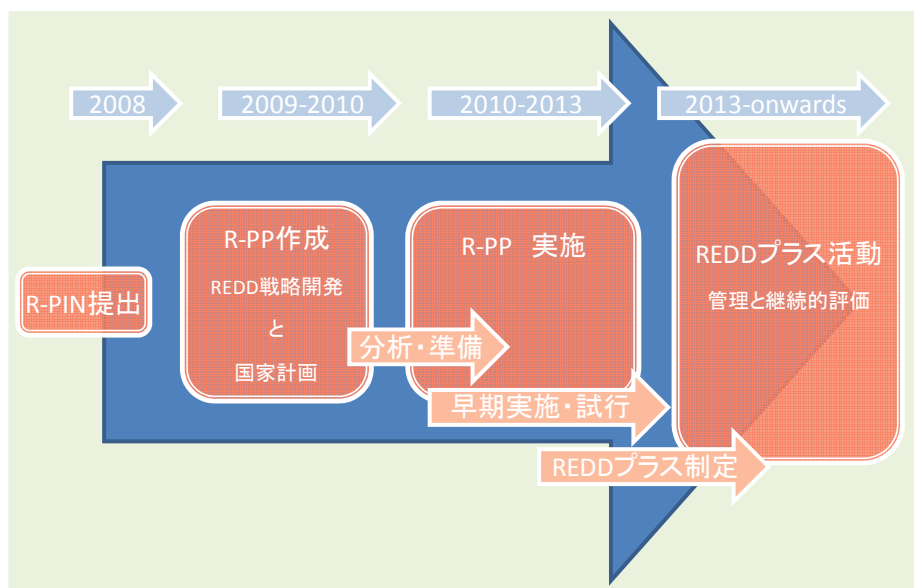 2008
2009-2010
2010-2013
2013-onwards
R-PIN提出
R-PP作成
REDD戦略開発
と
国家計画
R-PP 実施
REDDプラス活動
管理と継続的評価
分析・準備
早期実施・試行
REDDプラス制定